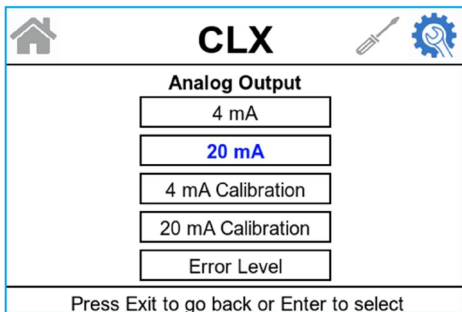 CLX
Analog Output
4 mA
20 mA
4 mA Calibration
20 mA Calibration
Error Level
Press Exit to go back or Enter to select